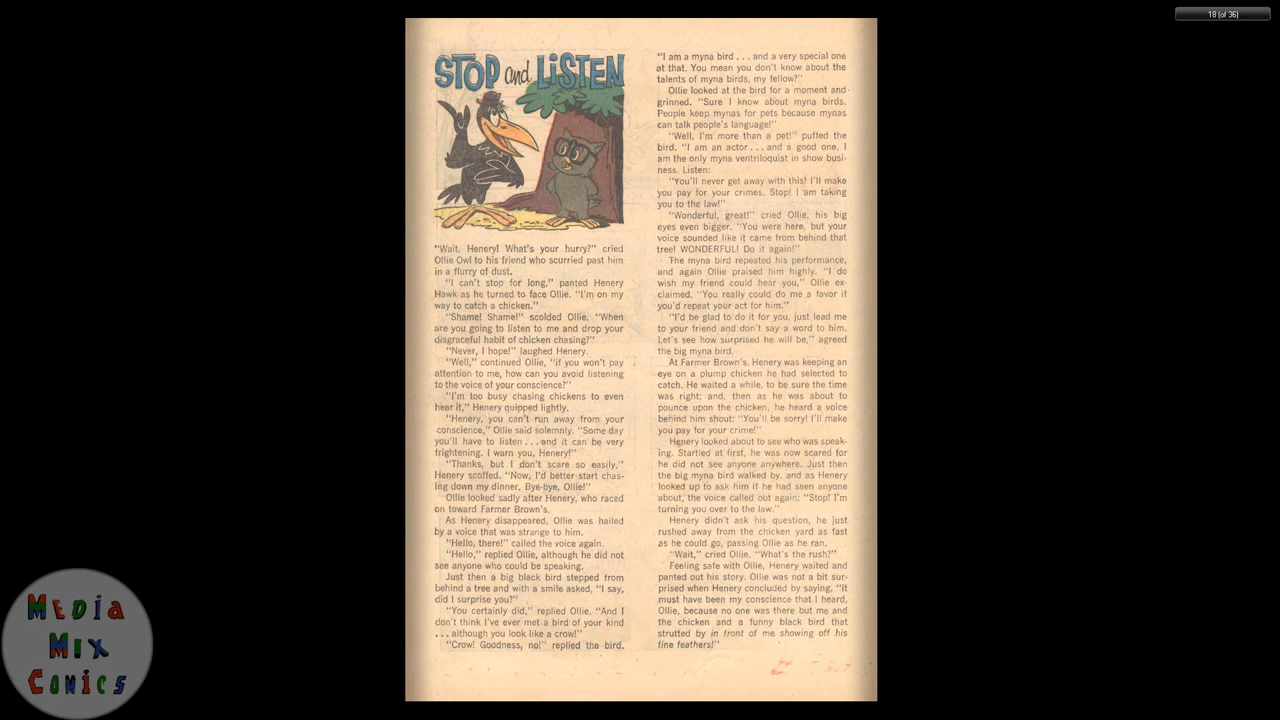 18 (of 36)
STOP and LISTEN
"Wait, Henery! What's your hurry?" cried
Ollie Owl to his friend who scurried past him
in a flurry of dust.
"I can't stop for long," panted Henery
Hawk as he turned to face Ollie. "I'm on my
way to catch a chicken."
"Shame! Shame!" scolded Ollie. "When
are you going to listen to me and drop your
disgraceful habit of chicken chasing?"
"Never, I hope!" laughed Henery.
"Well," continued Ollie, "if you won't pay
attention to me, how can you avoid listening
to the voice of your conscience?"
"I'm too busy chasing chickens to even
hear it," Henery quipped lightly.
"Henery, you can't run away from your
conscience," Ollie said solemnly. "Some day
you'll have to listen . . . and it can be very
frightening. I warn you, Henery!"
"Thanks, but I don't scare so easily."
Henery scoffed. "Now, I'd better start chas-
ing down my dinner. Bye-bye, Ollie!"
Ollie looked sadly after Henery, who raced
on toward Farmer Brown's.
As Henery disappeared, Ollie was hailed
by a voice that was strange to him.
"Hello, there!" called the voice again.
"Hello," replied Ollie, although he did not
see anyone who could be speaking.
Just then a big black bird stepped from
behind a tree and with a smile asked, "I say,
did I surprise you?"
"You certainly did," replied Ollie. "And I
don't think I've ever met a bird of your kind
. . . although you look like a crow!"
"Crow! Goodness, no!" replied the bird.
"I am a myna bird . . . and a very special one
at that. You mean you don't know about the
talents of myna birds, my fellow?"
Ollie looked at the bird for a moment and
grinned. "Sure I know about myna birds.
People keep mynas for pets because mynas
can talk people's language!"
"Well, I'm more than a pet!" puffed the
bird. "I am an actor . . . and a good one. I
am the only myna ventriloquist in show busi-
ness. Listen:
"You'll never get away with this! I'll make
you pay for your crimes. Stop! I am taking
you to the law!"
"Wonderful, great!" cried Ollie, his big
eyes even bigger. "You were here, but your
voice sounded like it came from behind that
tree! WONDERFUL! Do it again!"
The myna bird repeated his performance,
and again Ollie praised him highly. "I do
wish my friend could hear you," Ollie ex-
claimed. "You really could do me a favor if
you'd repeat your act for him."
"I'd be glad to do it for you, just lead me
to your friend and don't say a word to him.
Let's see how surprised he will be," agreed
the big myna bird.
At Farmer Brown's, Henery was keeping an
eye on a plump chicken he had selected to
catch. He waited a while, to be sure the time
was right; and, then as he was about to
pounce upon the chicken, he heard a voice
behind him shout: "You'll be sorry! I'll make
you pay for your crime!"
Henery looked about to see who was speak-
ing. Startled at first, he was now scared for
he did not see anyone anywhere. Just then
the big myna bird walked by, and as Henery
looked up to ask him if he had seen anyone
about, the voice called out again: "Stop! I'm
turning you over to the law."
Henery didn't ask his question, he just
rushed away from the chicken yard as fast
as he could go, passing Ollie as he ran.
"Wait," cried Ollie. "What's the rush?"
Feeling safe with Ollie, Henery waited and
panted out his story. Ollie was not a bit sur-
prised when Henery concluded by saying, "It
must have been my conscience that I heard,
Ollie, because no one was there but me and
the chicken and a funny black bird that
strutted by in front of me showing off his
fine feathers!"
MEDIA
MIX
COMICS